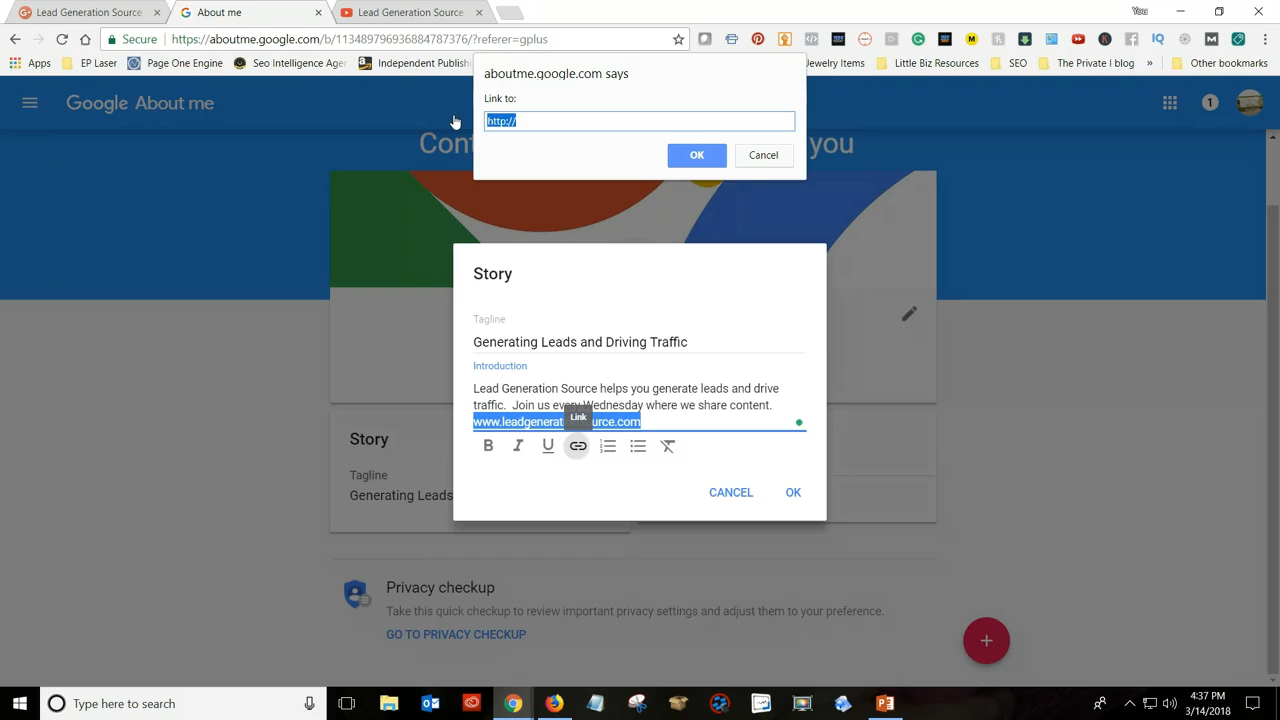 Lead Generation Source
About me
Lead Generation Source
You
Secure
https://aboutme.google.com/b/113489796936884787376/?referer=gplus
Apps
EP Laser
Page One Engine
Seo Intelligence Agency
Independent Publish
Jewelry Items
Little Biz Resources
SEO
The Private I blog
»
Other bookmarks
aboutme.google.com says
Link to:
http://
OK
Cancel
Google About me
1
Cont
you
Story
Tagline
Generating Leads and Driving Traffic
Introduction
Lead Generation Source helps you generate leads and drive
traffic. Join us every Wednesday where we share content.
www.leadgenerat
Link
urce.com
B I U
CANCEL
OK
Story
Tagline
Generating Leads
Privacy checkup
Take this quick checkup to review important privacy settings and adjust them to your preference.
GO TO PRIVACY CHECKUP
Type here to search
4:37 PM
3/14/2018